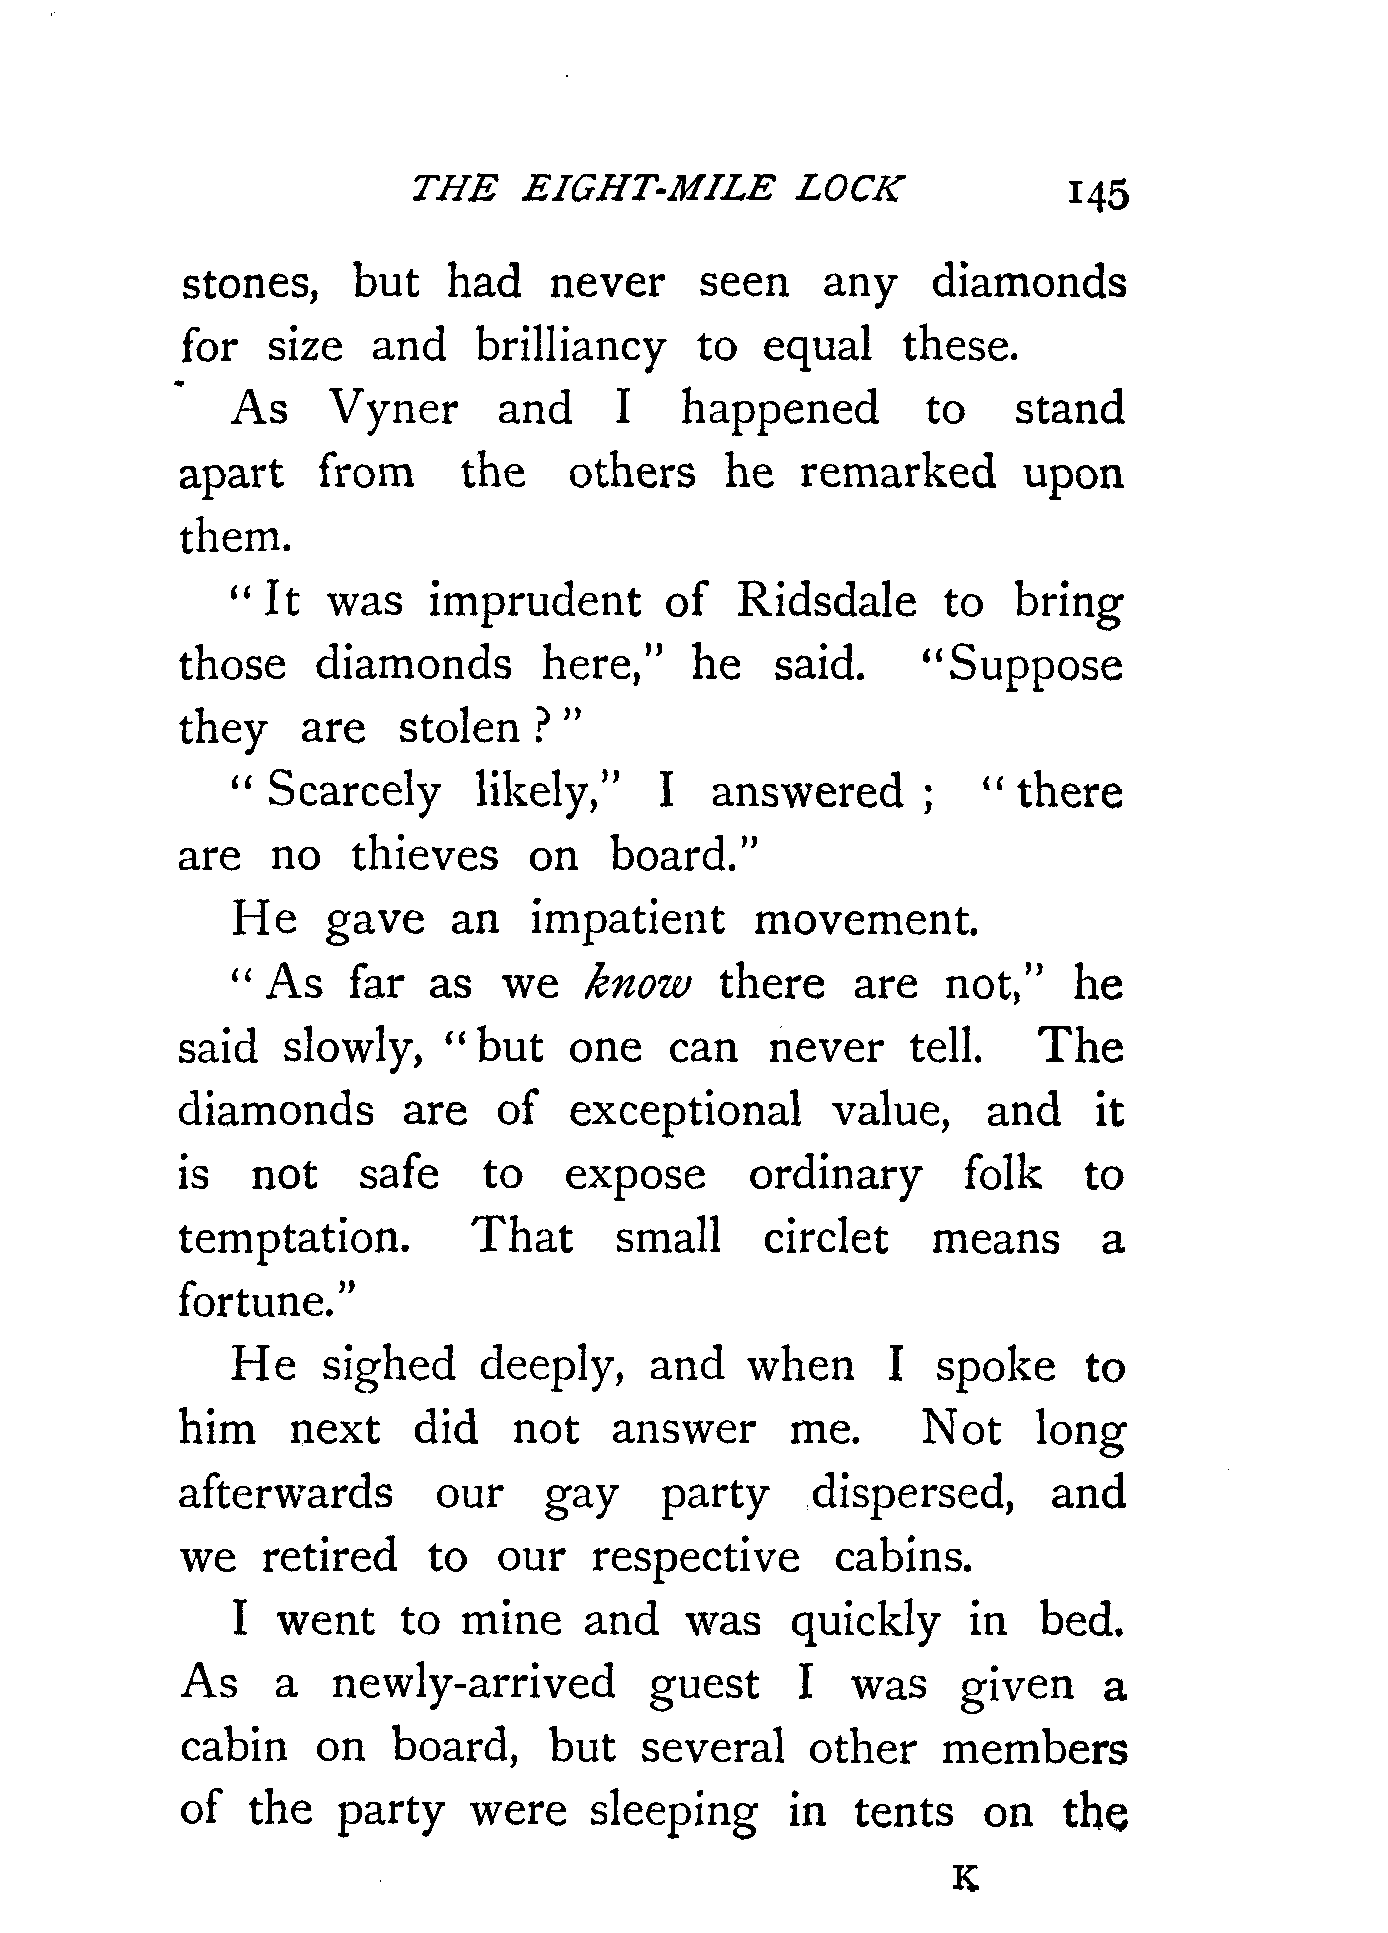 THE EIGHT-MILE LOCK 145
stones, but had never seen any diamonds
for size and brilliancy to equal these.
As Vyner and I happened to stand
apart from the others he remarked upon
them.
"It was imprudent of Ridsdale to bring
those diamonds here," he said. "Suppose
they are stolen?"
"Scarcely likely," I answered; "there
are no thieves on board."
He gave an impatient movement.
"As far as we know there are not," he
said slowly, "but one can never tell. The
diamonds are of exceptional value, and it
is not safe to expose ordinary folk to
temptation. That small circlet means a
fortune."
He sighed deeply, and when I spoke to
him next did not answer me. Not long
afterwards our gay party dispersed, and
we retired to our respective cabins.
I went to mine and was quickly in bed.
As a newly-arrived guest I was given a
cabin on board, but several other members
of the party were sleeping in tents on the
K